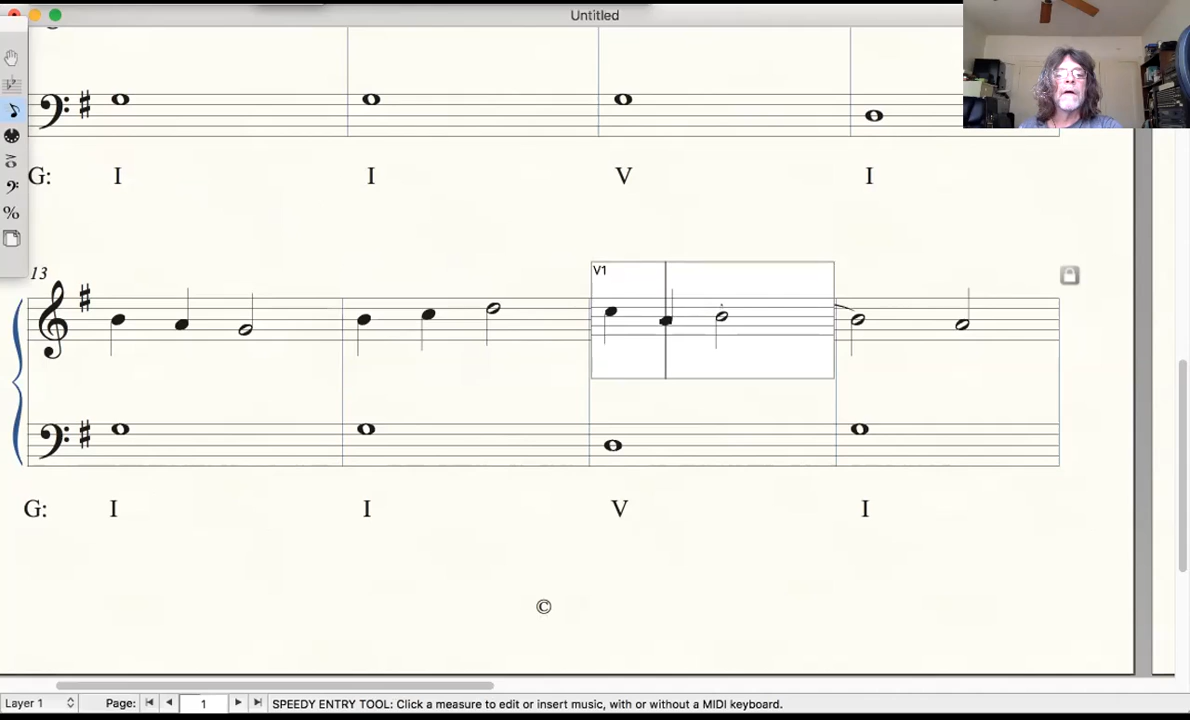 Untitled
G: I I V I
13
V1
G: I I V I
©
Layer 1 Page: 1 SPEEDY ENTRY TOOL: Click a measure to edit or insert music, with or without a MIDI keyboard.